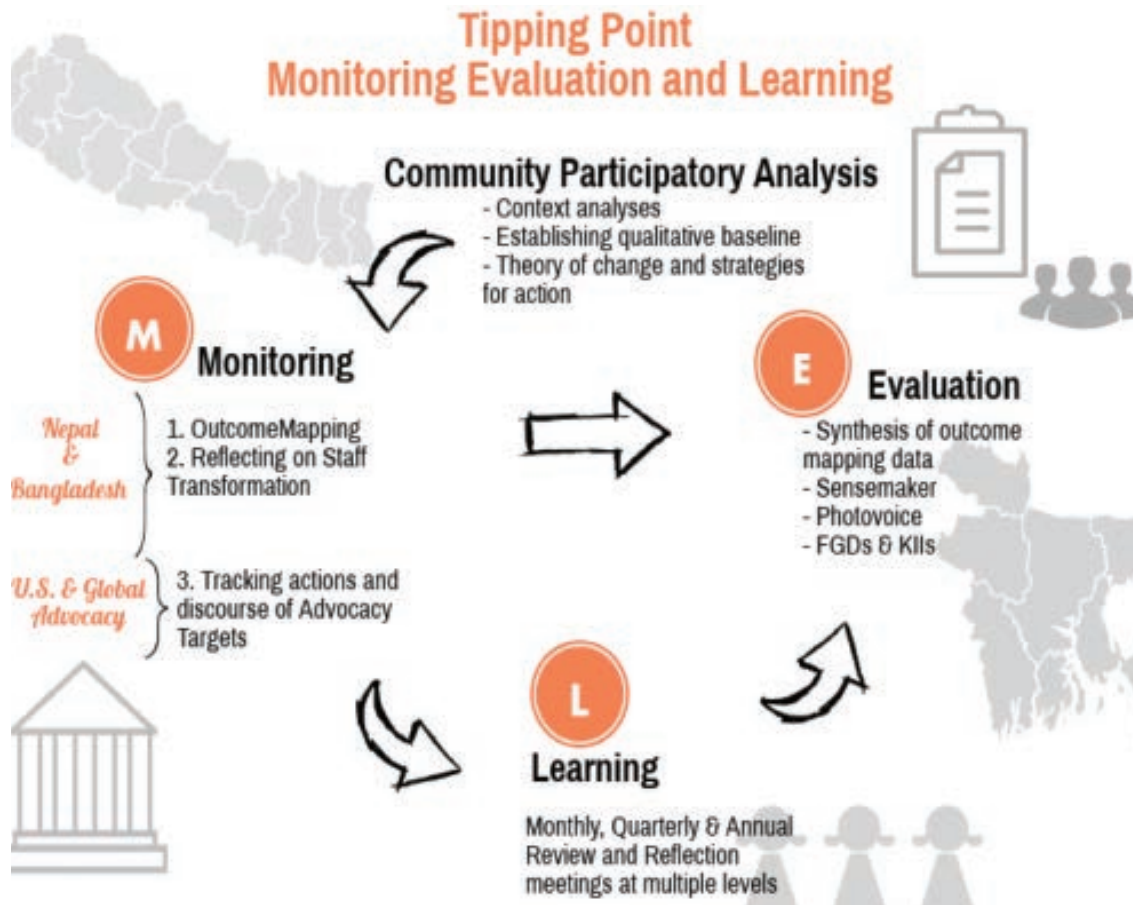 Tipping Point
Monitoring Evaluation and Learning
Community Participatory Analysis
- Context analyses
- Establishing qualitative baseline
- Theory of change and strategies
for action
M
Monitoring
Nepal
&
Bangladesh
1. OutcomeMapping
2. Reflecting on Staff
Transformation
U.S. & Global
Advocacy
3. Tracking actions and
discourse of Advocacy
Targets
E
Evaluation
- Synthesis of outcome
mapping data
- Sensemaker
- Photovoice
- FGDs & KIIs
L
Learning
Monthly, Quarterly & Annual
Review and Reflection
meetings at multiple levels